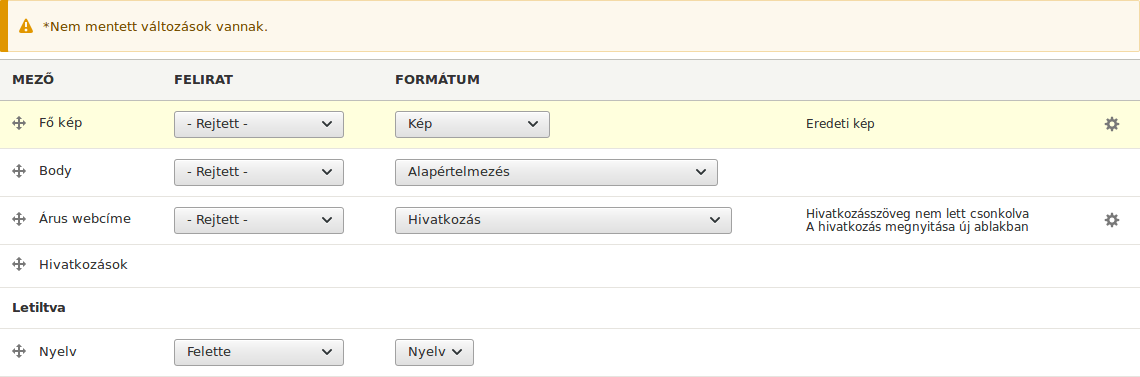 *Nem mentett változások vannak.
MEZŐ FELIRAT FORMÁTUM
Fő kép - Rejtett - Kép Eredeti kép
Body - Rejtett - Alapértelmezés
Árus webcíme - Rejtett - Hivatkozás Hivatkozásszöveg nem lett csonkolva
A hivatkozás megnyitása új ablakban
Hivatkozások
Letiltva
Nyelv Felette Nyelv